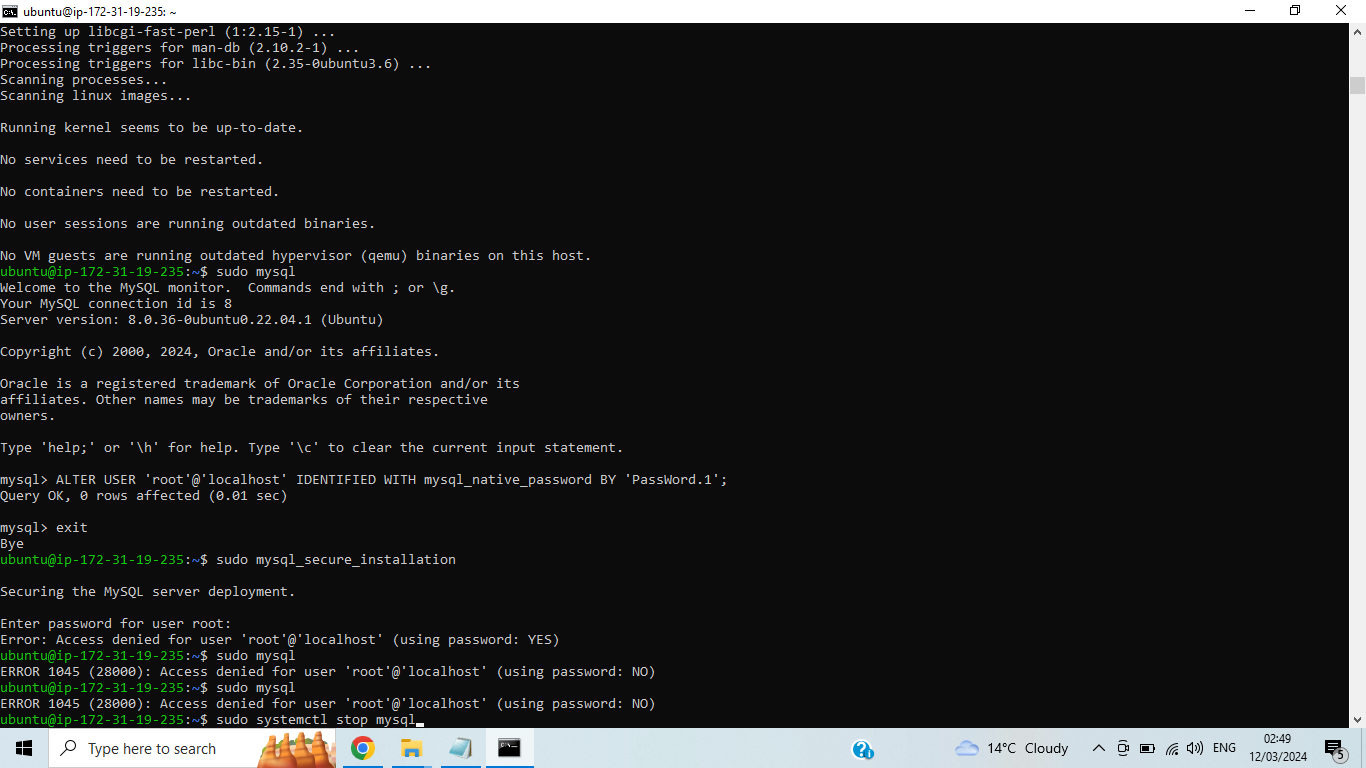 ubuntu@ip-172-31-19-235: ~
Setting up libcgi-fast-perl (1:2.15-1) ...
Processing triggers for man-db (2.10.2-1) ...
Processing triggers for libc-bin (2.35-0ubuntu3.6) ...
Scanning processes...
Scanning linux images...
Running kernel seems to be up-to-date.
No services need to be restarted.
No containers need to be restarted.
No user sessions are running outdated binaries.
No VM guests are running outdated hypervisor (qemu) binaries on this host.
ubuntu@ip-172-31-19-235:~$ sudo mysql
Welcome to the MySQL monitor.  Commands end with ; or \g.
Your MySQL connection id is 8
Server version: 8.0.36-0ubuntu0.22.04.1 (Ubuntu)
Copyright (c) 2000, 2024, Oracle and/or its affiliates.
Oracle is a registered trademark of Oracle Corporation and/or its
affiliates. Other names may be trademarks of their respective
owners.
Type 'help;' or '\h' for help. Type '\c' to clear the current input statement.
mysql> ALTER USER 'root'@'localhost' IDENTIFIED WITH mysql_native_password BY 'PassWord.1';
Query OK, 0 rows affected (0.01 sec)
mysql> exit
Bye
ubuntu@ip-172-31-19-235:~$ sudo mysql_secure_installation
Securing the MySQL server deployment.
Enter password for user root:
Error: Access denied for user 'root'@'localhost' (using password: YES)
ubuntu@ip-172-31-19-235:~$ sudo mysql
ERROR 1045 (28000): Access denied for user 'root'@'localhost' (using password: NO)
ubuntu@ip-172-31-19-235:~$ sudo mysql
ERROR 1045 (28000): Access denied for user 'root'@'localhost' (using password: NO)
ubuntu@ip-172-31-19-235:~$ sudo systemctl stop mysql
Type here to search
14°C Cloudy
ENG
02:49
12/03/2024
5